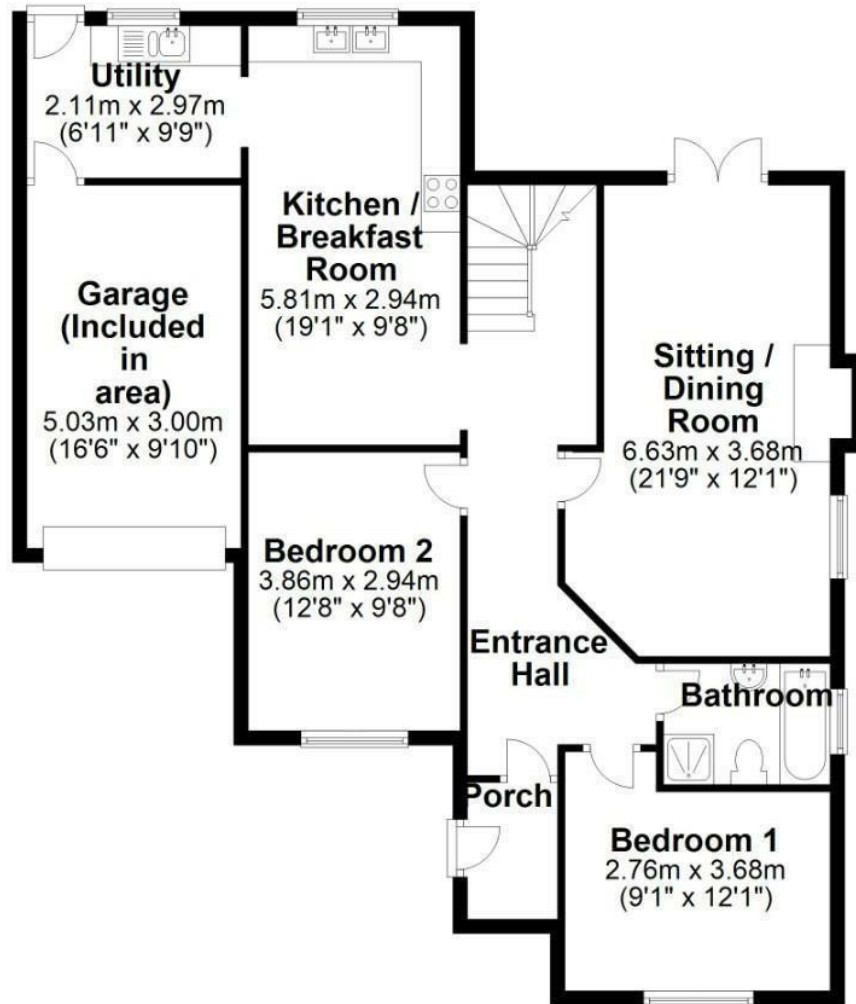 Utility
2.11m x 2.97m
(6'11" x 9'9")
Kitchen /
Breakfast
Room
5.81m x 2.94m
(19'1" x 9'8")
Garage
(Included
in
area)
5.03m x 3.00m
(16'6" x 9'10")
Sitting /
Dining
Room
6.63m x 3.68m
(21'9" x 12'1")
Bedroom 2
3.86m x 2.94m
(12'8" x 9'8")
Entrance
Hall
Bathroom
Porch
Bedroom 1
2.76m x 3.68m
(9'1" x 12'1")